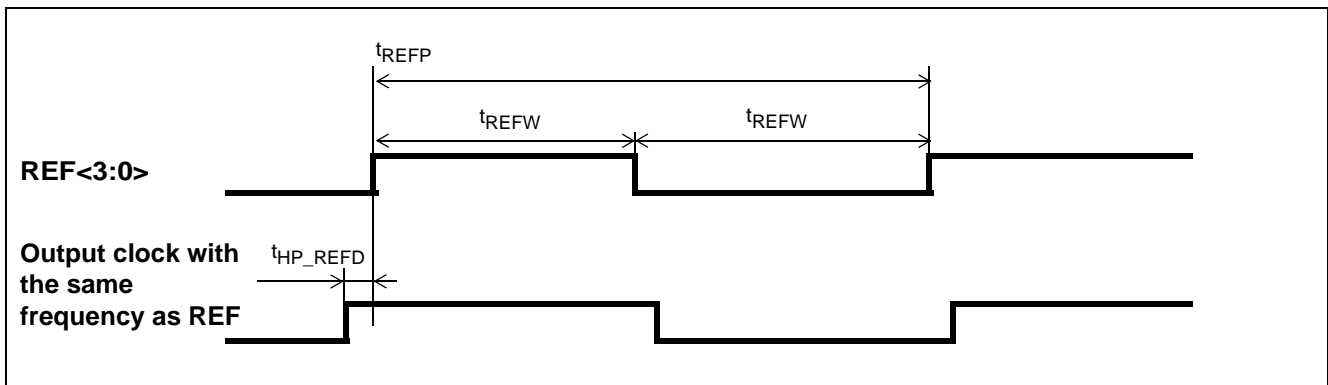 tREFP
tREFW
tREFW
REF<3:0>
Output clock with
the same
frequency as REF
tHP_REFD